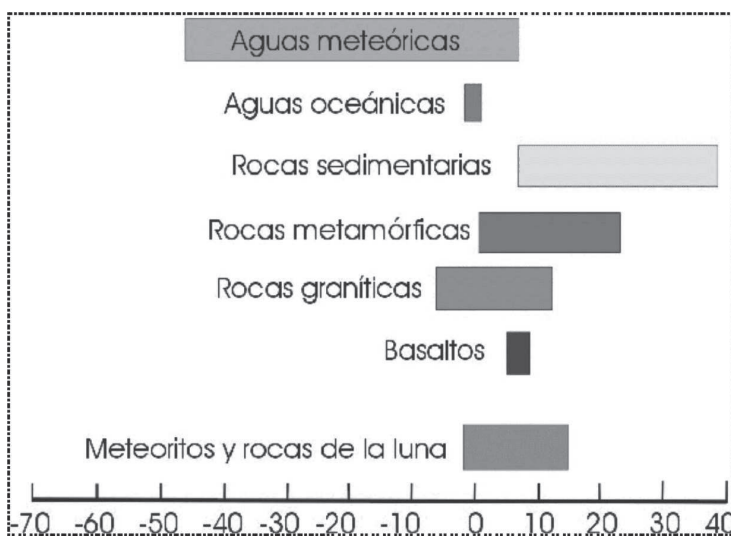 Aguas meteóricas
Aguas oceánicas
Rocas sedimentarias
Rocas metamórficas
Rocas graníticas
Basaltos
Meteoritos y rocas de la luna
-70 -60 -50 -40 -30 -20 -10 0 10 20 30 40